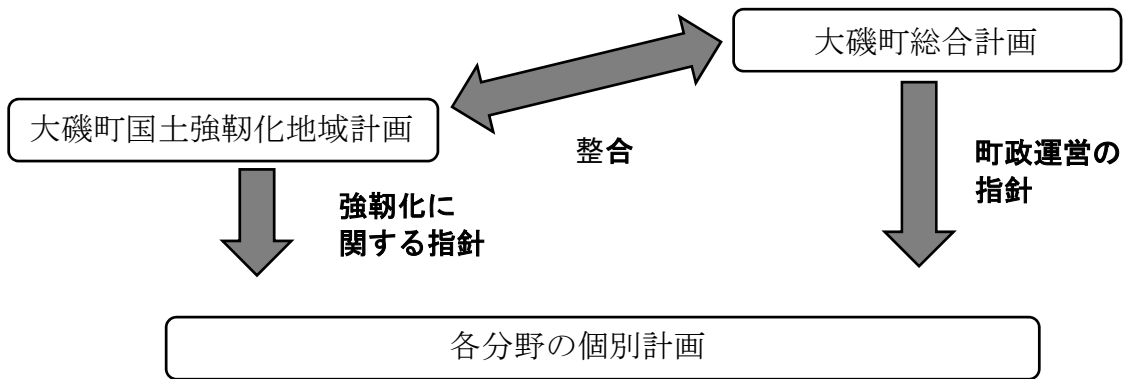 大磯町総合計画
大磯町国土強靭化地域計画
整合
町政運営の
指針
強靭化に
関する指針
各分野の個別計画